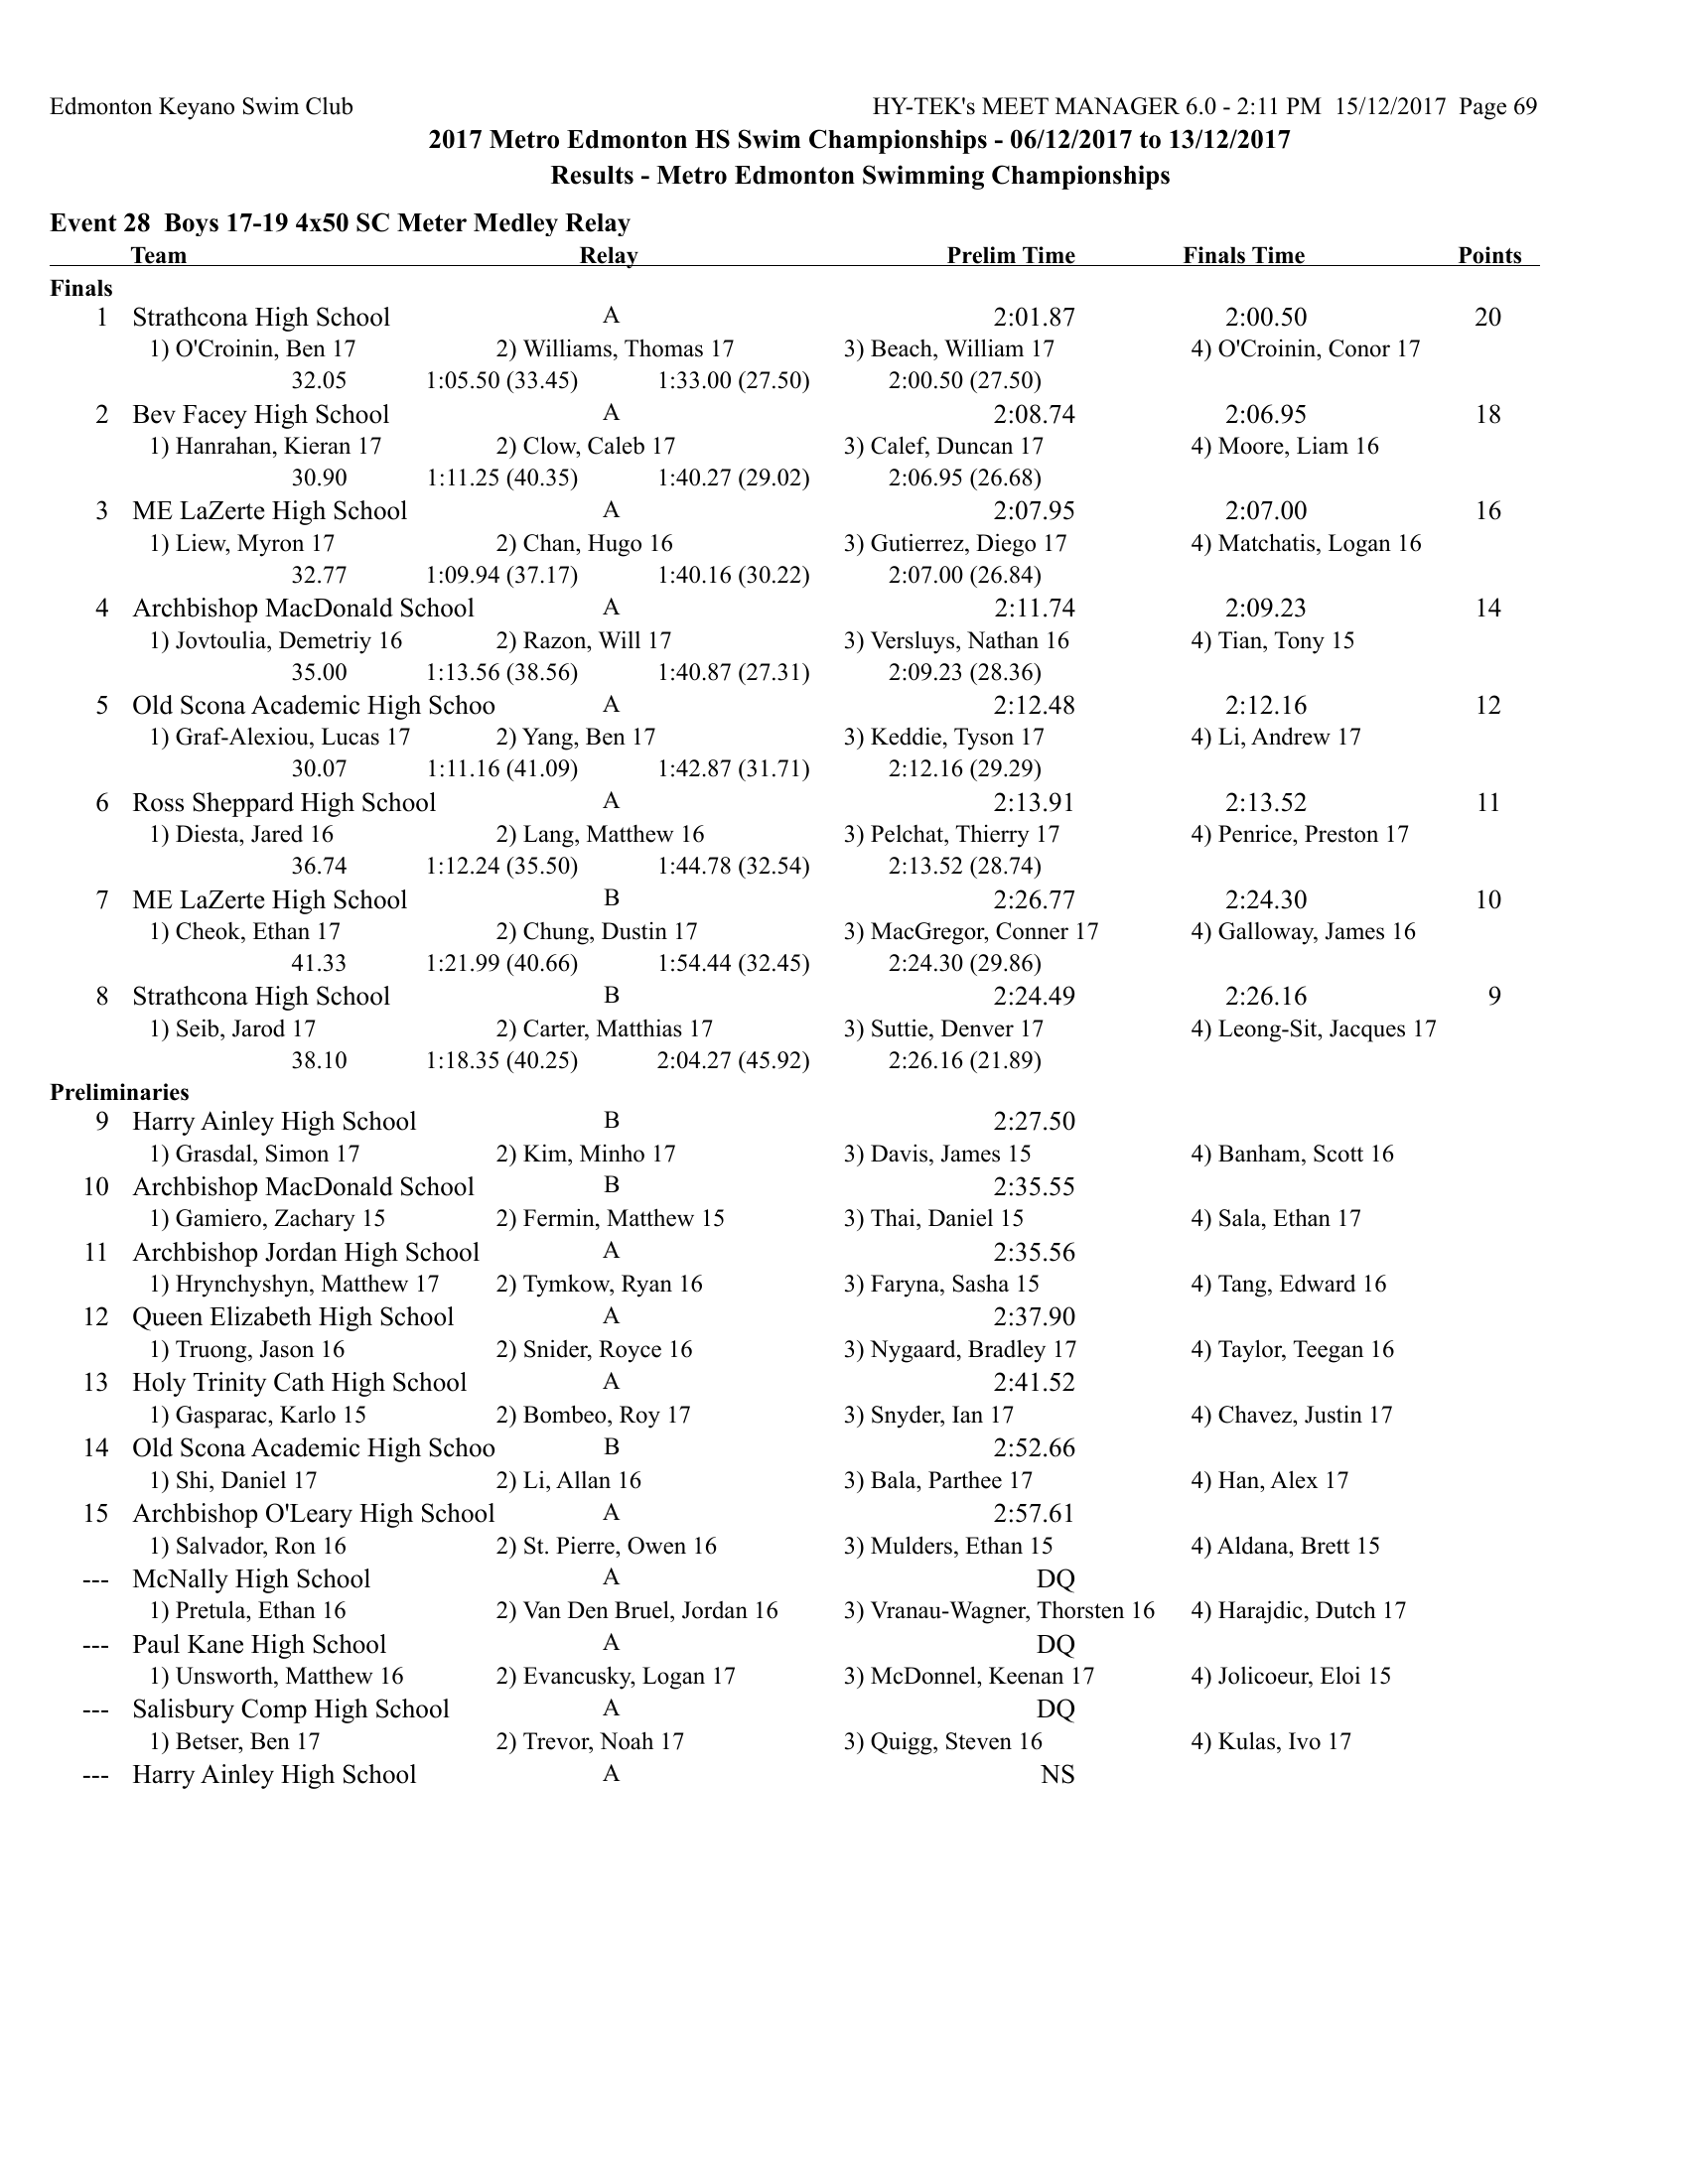 Edmonton Keyano Swim Club HY-TEK's MEET MANAGER 6.0 - 2:11 PM 15/12/2017 Page 69
2017 Metro Edmonton HS Swim Championships - 06/12/2017 to 13/12/2017
Results - Metro Edmonton Swimming Championships
Event 28 Boys 17-19 4x50 SC Meter Medley Relay
Team Relay Prelim Time Finals Time Points
Finals
1 Strathcona High School A 2:01.87 2:00.50 20
1) O'Croinin, Ben 17 2) Williams, Thomas 17 3) Beach, William 17 4) O'Croinin, Conor 17
32.05 1:05.50 (33.45) 1:33.00 (27.50) 2:00.50 (27.50)
2 Bev Facey High School A 2:08.74 2:06.95 18
1) Hanrahan, Kieran 17 2) Clow, Caleb 17 3) Calef, Duncan 17 4) Moore, Liam 16
30.90 1:11.25 (40.35) 1:40.27 (29.02) 2:06.95 (26.68)
3 ME LaZerte High School A 2:07.95 2:07.00 16
1) Liew, Myron 17 2) Chan, Hugo 16 3) Gutierrez, Diego 17 4) Matchatis, Logan 16
32.77 1:09.94 (37.17) 1:40.16 (30.22) 2:07.00 (26.84)
4 Archbishop MacDonald School A 2:11.74 2:09.23 14
1) Jovtoulia, Demetriy 16 2) Razon, Will 17 3) Versluys, Nathan 16 4) Tian, Tony 15
35.00 1:13.56 (38.56) 1:40.87 (27.31) 2:09.23 (28.36)
5 Old Scona Academic High Schoo A 2:12.48 2:12.16 12
1) Graf-Alexiou, Lucas 17 2) Yang, Ben 17 3) Keddie, Tyson 17 4) Li, Andrew 17
30.07 1:11.16 (41.09) 1:42.87 (31.71) 2:12.16 (29.29)
6 Ross Sheppard High School A 2:13.91 2:13.52 11
1) Diesta, Jared 16 2) Lang, Matthew 16 3) Pelchat, Thierry 17 4) Penrice, Preston 17
36.74 1:12.24 (35.50) 1:44.78 (32.54) 2:13.52 (28.74)
7 ME LaZerte High School B 2:26.77 2:24.30 10
1) Cheok, Ethan 17 2) Chung, Dustin 17 3) MacGregor, Conner 17 4) Galloway, James 16
41.33 1:21.99 (40.66) 1:54.44 (32.45) 2:24.30 (29.86)
8 Strathcona High School B 2:24.49 2:26.16 9
1) Seib, Jarod 17 2) Carter, Matthias 17 3) Suttie, Denver 17 4) Leong-Sit, Jacques 17
38.10 1:18.35 (40.25) 2:04.27 (45.92) 2:26.16 (21.89)
Preliminaries
9 Harry Ainley High School B 2:27.50
1) Grasdal, Simon 17 2) Kim, Minho 17 3) Davis, James 15 4) Banham, Scott 16
10 Archbishop MacDonald School B 2:35.55
1) Gamiero, Zachary 15 2) Fermin, Matthew 15 3) Thai, Daniel 15 4) Sala, Ethan 17
11 Archbishop Jordan High School A 2:35.56
1) Hrynchyshyn, Matthew 17 2) Tymkow, Ryan 16 3) Faryna, Sasha 15 4) Tang, Edward 16
12 Queen Elizabeth High School A 2:37.90
1) Truong, Jason 16 2) Snider, Royce 16 3) Nygaard, Bradley 17 4) Taylor, Teegan 16
13 Holy Trinity Cath High School A 2:41.52
1) Gasparac, Karlo 15 2) Bombeo, Roy 17 3) Snyder, Ian 17 4) Chavez, Justin 17
14 Old Scona Academic High Schoo B 2:52.66
1) Shi, Daniel 17 2) Li, Allan 16 3) Bala, Parthee 17 4) Han, Alex 17
15 Archbishop O'Leary High School A 2:57.61
1) Salvador, Ron 16 2) St. Pierre, Owen 16 3) Mulders, Ethan 15 4) Aldana, Brett 15
--- McNally High School A DQ
1) Pretula, Ethan 16 2) Van Den Bruel, Jordan 16 3) Vranau-Wagner, Thorsten 16 4) Harajdic, Dutch 17
--- Paul Kane High School A DQ
1) Unsworth, Matthew 16 2) Evancusky, Logan 17 3) McDonnel, Keenan 17 4) Jolicoeur, Eloi 15
--- Salisbury Comp High School A DQ
1) Betser, Ben 17 2) Trevor, Noah 17 3) Quigg, Steven 16 4) Kulas, Ivo 17
--- Harry Ainley High School A NS